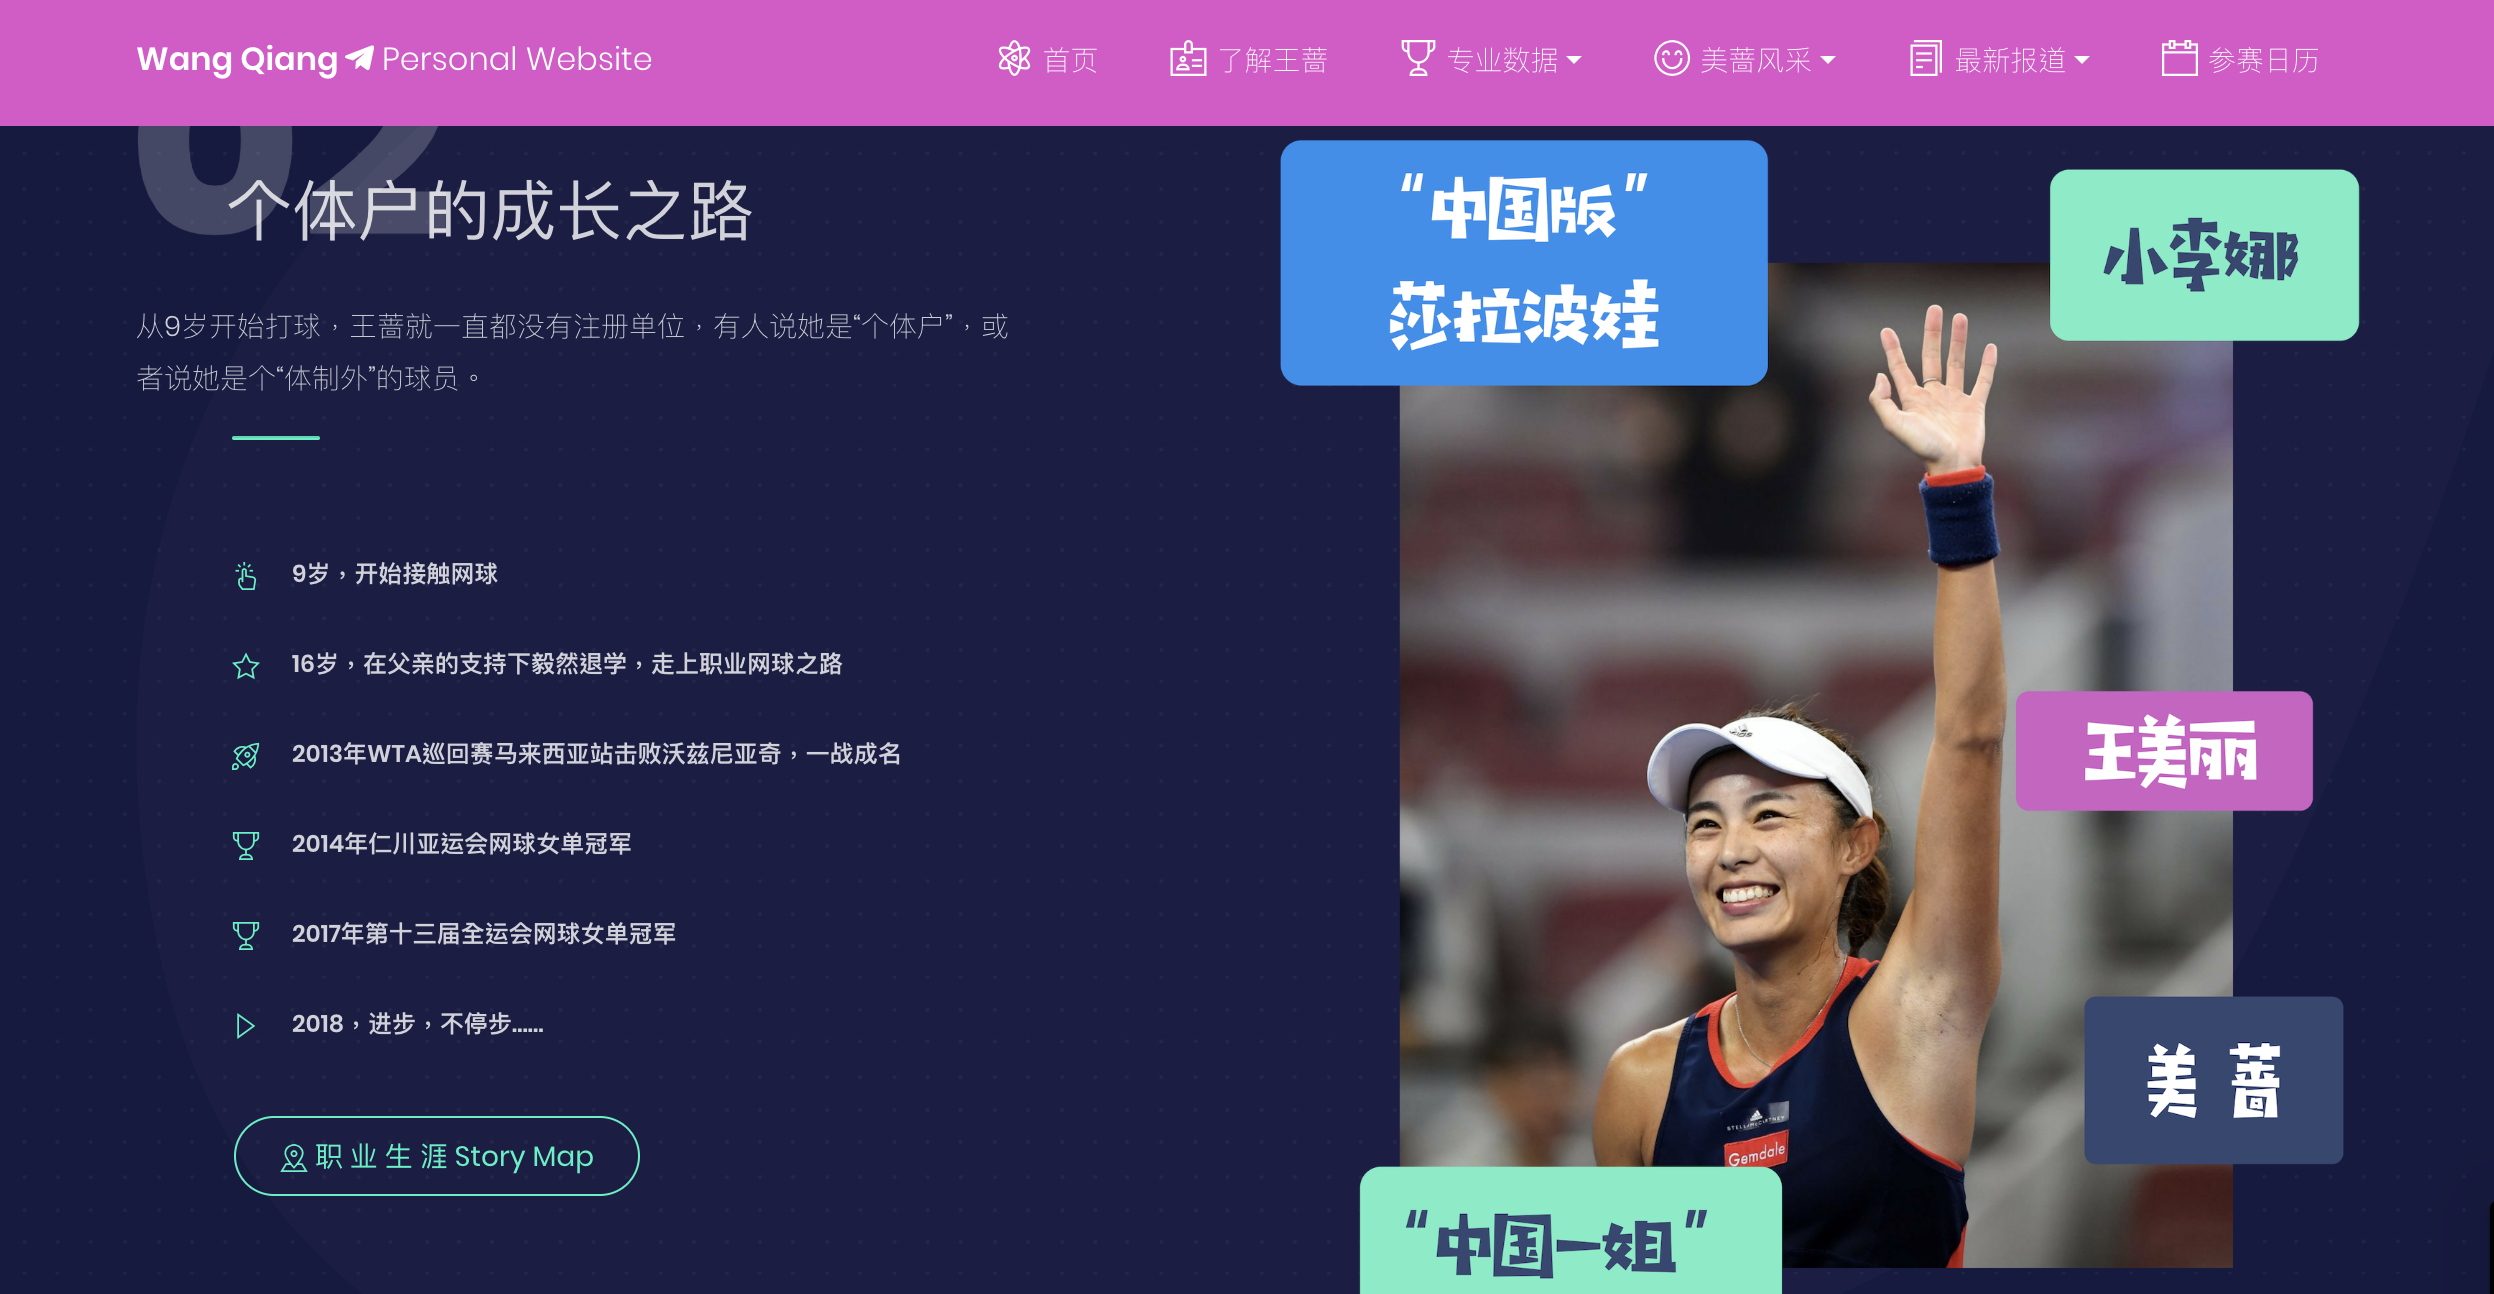 Wang Qiang Personal Website
首页
了解王蔷
专业数据
美蔷风采
最新报道
参赛日历
02
个体户的成长之路
从9岁开始打球，王蔷就一直都没有注册单位，有人说她是“个体户”，或
者说她是个“体制外”的球员。
9岁，开始接触网球
16岁，在父亲的支持下毅然退学，走上职业网球之路
2013年WTA巡回赛马来西亚站击败沃兹尼亚奇，一战成名
2014年仁川亚运会网球女单冠军
2017年第十三届全运会网球女单冠军
2018，进步，不停步……
职业生涯 Story Map
“中国版”
莎拉波娃
小李娜
王美丽
美 蔷
STELLA McCARTNEY
Gemdale
“中国一姐”